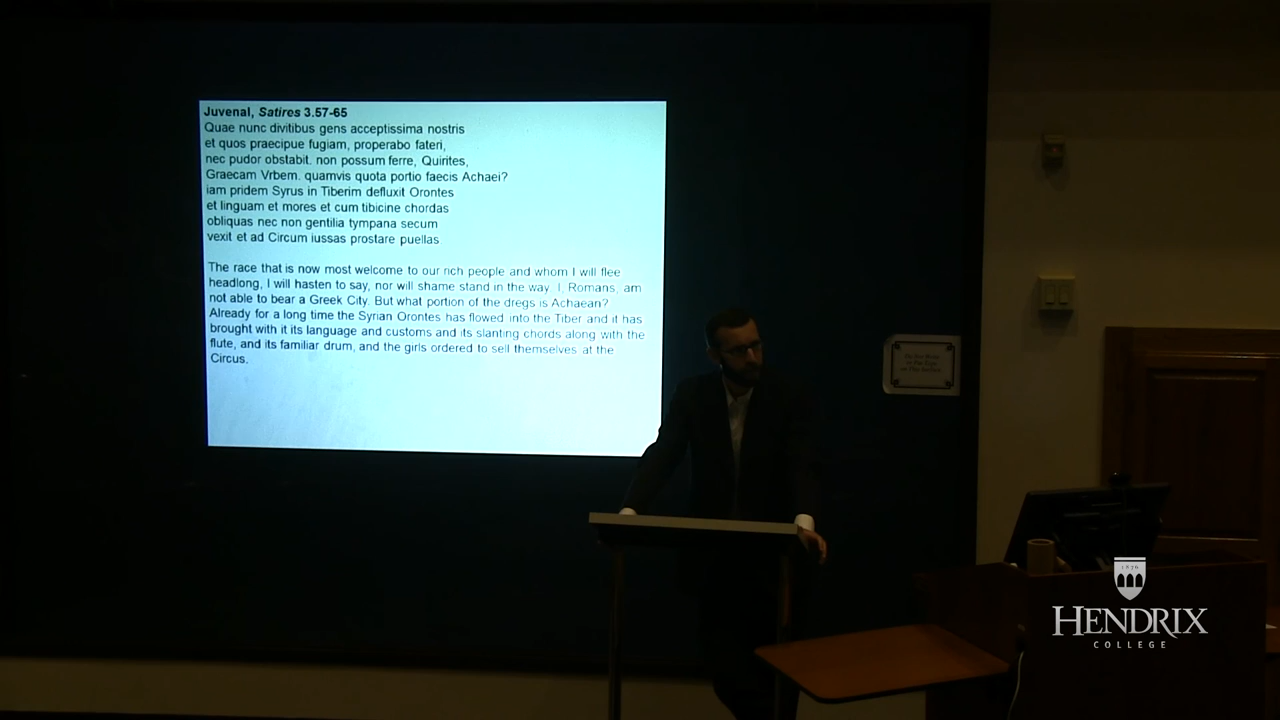 Juvenal, Satires 3.57-65
Quae nunc divitibus gens acceptissima nostris
et quos praecipue fugiam, properabo fateri,
nec pudor obstabit. non possum ferre, Quirites,
Graecam Vrbem. quamvis quota portio faecis Achaei?
iam pridem Syrus in Tiberim defluxit Orontes
et linguam et mores et cum tibicine chordas
obliquas nec non gentilia tympana secum
vexit et ad Circum iussas prostare puellas
The race that is now most welcome to our rich people and whom I will flee
headlong, I will hasten to say, nor will shame stand in the way. I, Romans, am
not able to bear a Greek City. But what portion of the dregs is Achaean?
Already for a long time the Syrian Orontes has flowed into the Tiber and it has
brought with it its language and customs and its slanting chords along with the
flute, and its familiar drum, and the girls ordered to sell themselves at the
Circus.
1876
HENDRIX
COLLEGE